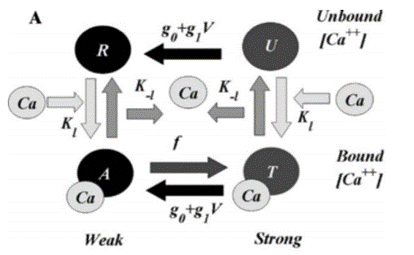 A
g₀+g₁V
Unbound
[Ca⁺⁺]
R
U
Ca
K₋ₗ
Ca
K₋ₗ
Ca
Kₗ
Kₗ
f
Bound
[Ca⁺⁺]
A
T
Ca
Ca
g₀+g₁V
Weak
Strong